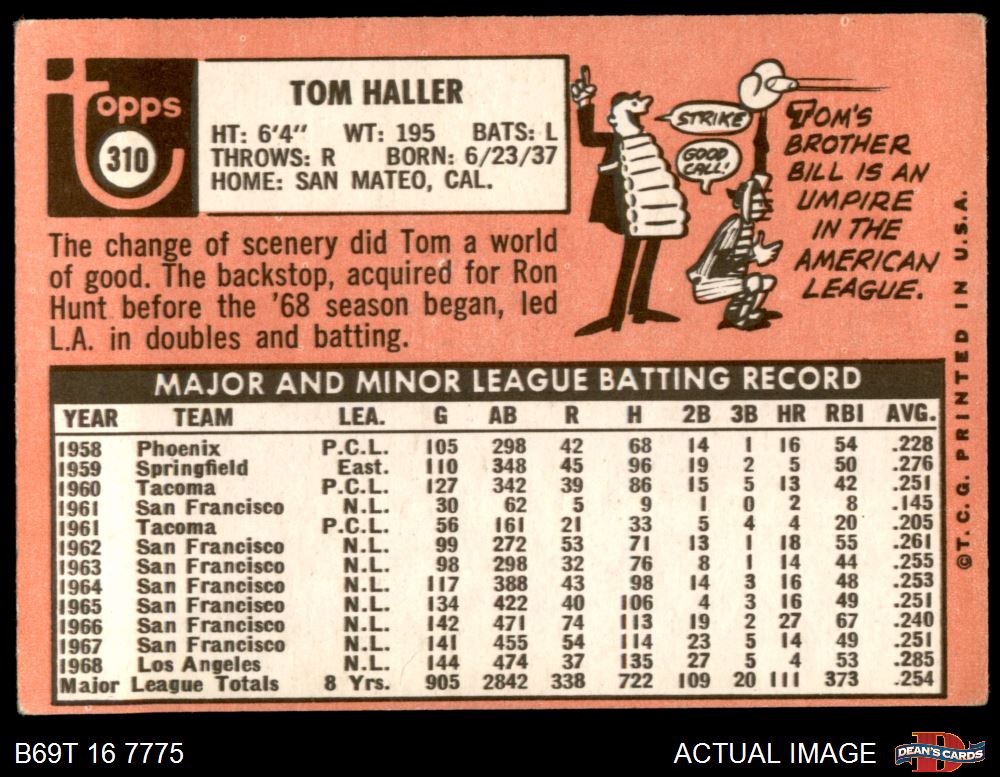 topps
310
TOM HALLER
HT: 6'4" WT: 195 BATS: L
THROWS: R BORN: 6/23/37
HOME: SAN MATEO, CAL.
STRIKE
GOOD
CALL!
TOM'S
BROTHER
BILL IS AN
UMPIRE
IN THE
AMERICAN
LEAGUE.
The change of scenery did Tom a world
of good. The backstop, acquired for Ron
Hunt before the '68 season began, led
L.A. in doubles and batting.
MAJOR AND MINOR LEAGUE BATTING RECORD
YEAR TEAM LEA. G AB R H 2B 3B HR RBI AVG.
1958 Phoenix P.C.L. 105 298 42 68 14 1 16 54 .228
1959 Springfield East. 110 348 45 96 19 2 5 50 .276
1960 Tacoma P.C.L. 127 342 39 86 15 5 13 42 .251
1961 San Francisco N.L. 30 62 5 9 1 0 2 8 .145
1961 Tacoma P.C.L. 56 161 21 33 5 4 4 20 .205
1962 San Francisco N.L. 99 272 53 71 13 1 18 55 .261
1963 San Francisco N.L. 98 298 32 76 8 1 14 44 .255
1964 San Francisco N.L. 117 388 43 98 14 3 16 48 .253
1965 San Francisco N.L. 134 422 40 106 4 3 16 49 .251
1966 San Francisco N.L. 142 471 74 113 19 2 27 67 .240
1967 San Francisco N.L. 141 455 54 114 23 5 14 49 .251
1968 Los Angeles N.L. 144 474 37 135 27 5 4 53 .285
Major League Totals 8 Yrs. 905 2842 338 722 109 20 111 373 .254
©T.C.G. PRINTED IN U.S.A.
B69T 16 7775
ACTUAL IMAGE
D
DEAN'S CARDS